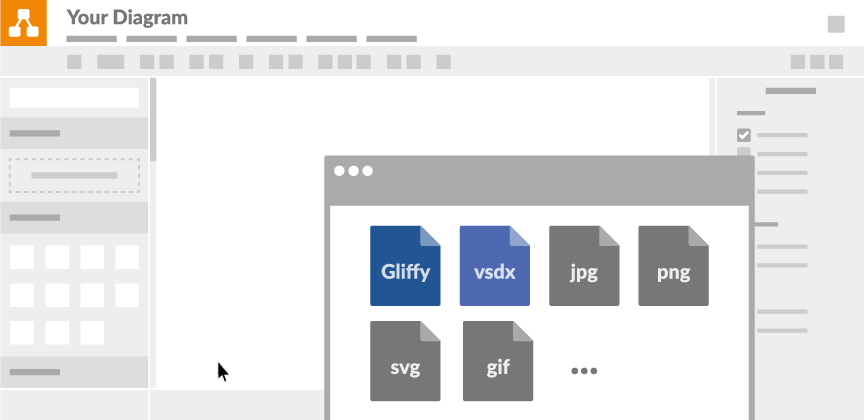 Your Diagram
Gliffy vsdx jpg png
svg gif ...